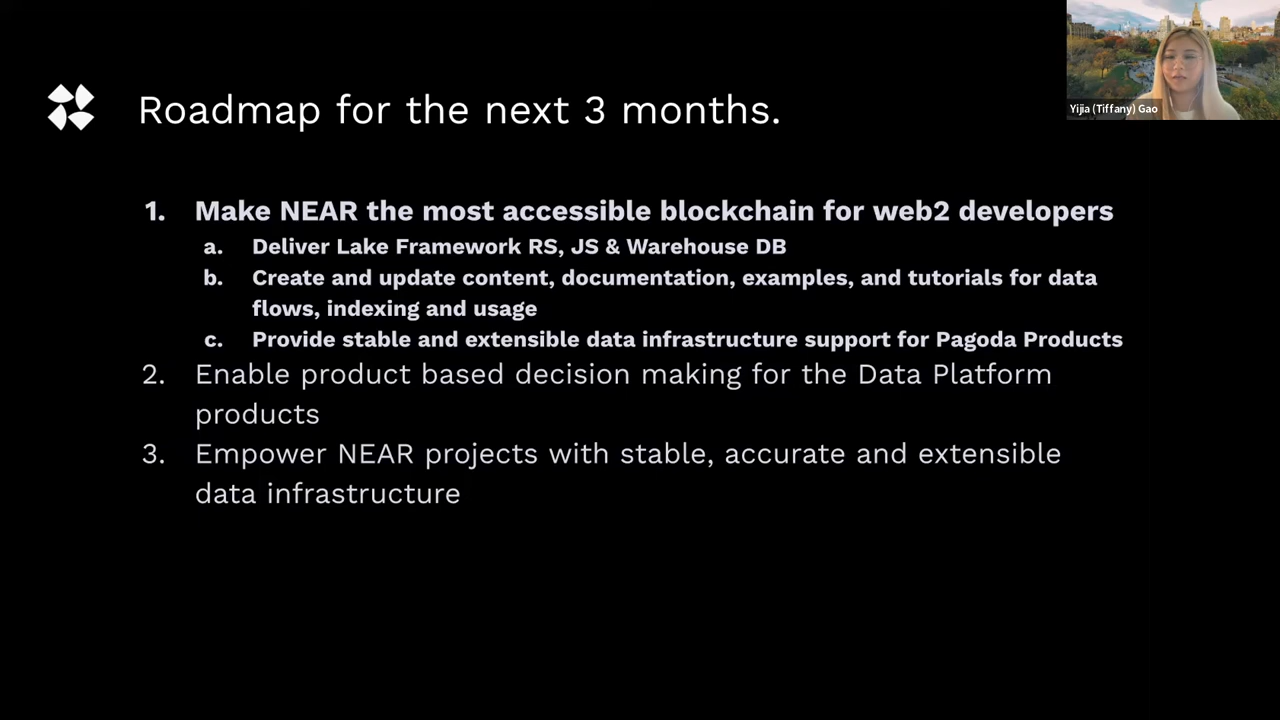 Roadmap for the next 3 months.
Yijia (Tiffany) Gao
1. Make NEAR the most accessible blockchain for web2 developers
a. Deliver Lake Framework RS, JS & Warehouse DB
b. Create and update content, documentation, examples, and tutorials for data
flows, indexing and usage
c. Provide stable and extensible data infrastructure support for Pagoda Products
2. Enable product based decision making for the Data Platform
products
3. Empower NEAR projects with stable, accurate and extensible
data infrastructure